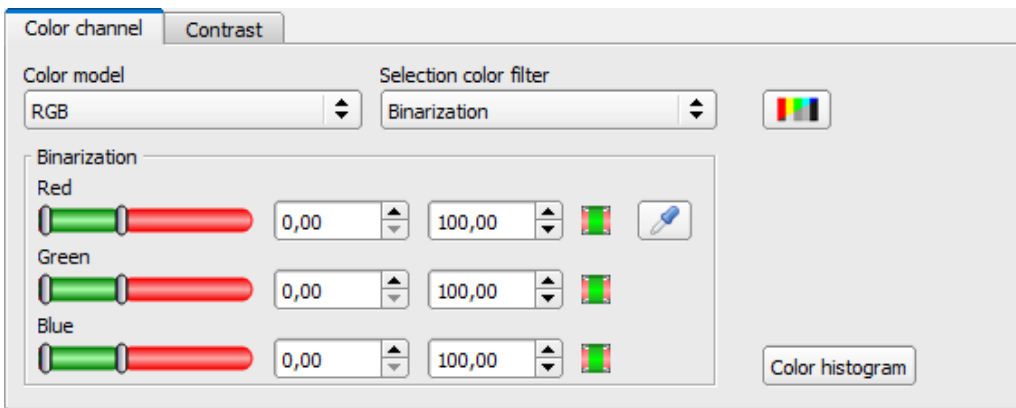 Color channel Contrast
Color model Selection color filter
RGB Binarization
Binarization
Red
0,00 100,00
Green
0,00 100,00
Blue
0,00 100,00
Color histogram